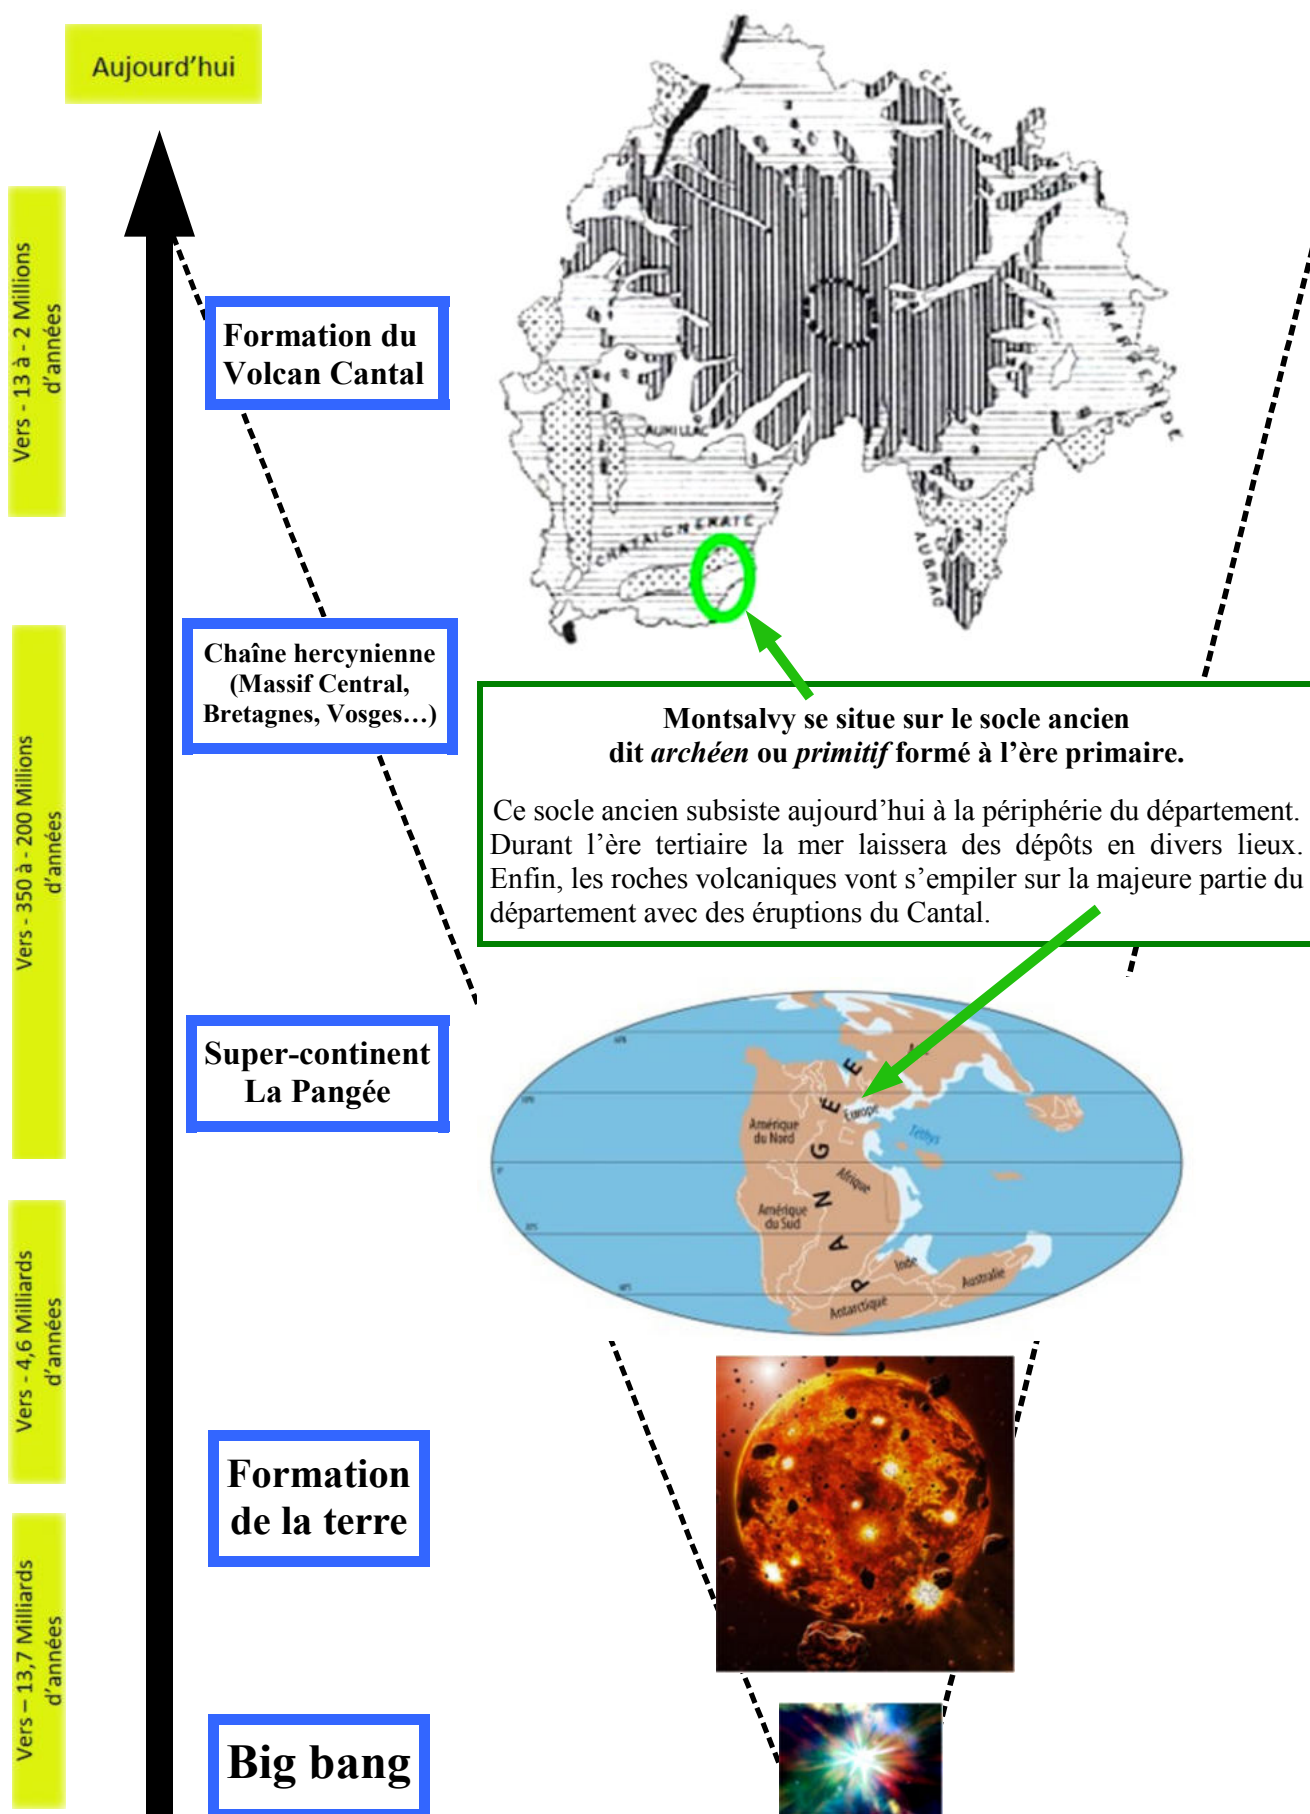 Aujourd'hui
Vers - 13 à - 2 Millions
d'années
Formation du
Volcan Cantal
CÉZALLIER
MARGERIDE
AURILLAC
CHATAIGNERAIE
AUBRAC
Vers - 350 à - 200 Millions
d'années
Chaîne hercynienne
(Massif Central,
Bretagnes, Vosges…)
Montsalvy se situe sur le socle ancien
dit archéen ou primitif formé à l'ère primaire.
Ce socle ancien subsiste aujourd'hui à la périphérie du département.
Durant l'ère tertiaire la mer laissera des dépôts en divers lieux.
Enfin, les roches volcaniques vont s'empiler sur la majeure partie du
département avec des éruptions du Cantal.
Super-continent
La Pangée
PANGEE
Europe
Amérique
du Nord
Téthys
Afrique
Amérique
du Sud
Inde
Australie
Antarctique
0°
Vers - 4,6 Milliards
d'années
Formation
de la terre
Vers – 13,7 Milliards
d'années
Big bang